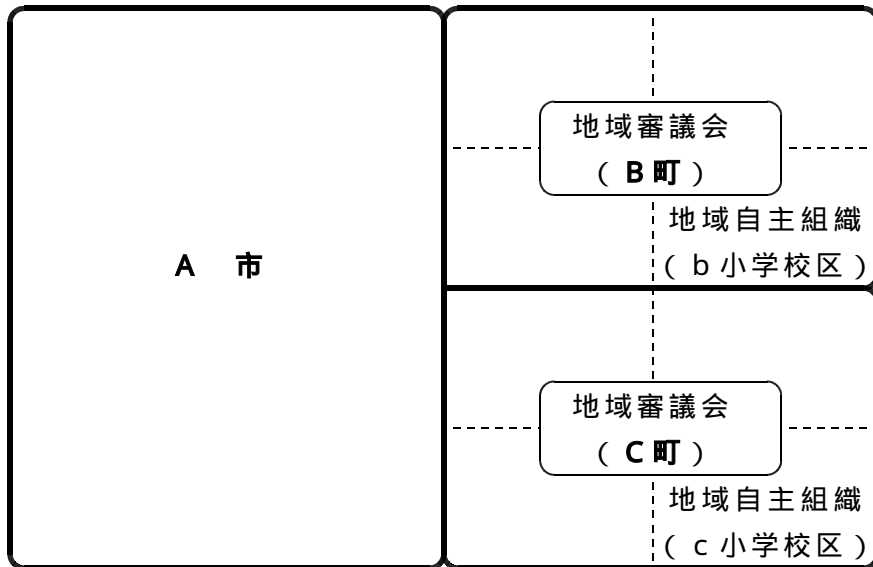 A 市
地域審議会
(B町)
地域自主組織
(b小学校区)
地域審議会
(C町)
地域自主組織
(c小学校区)